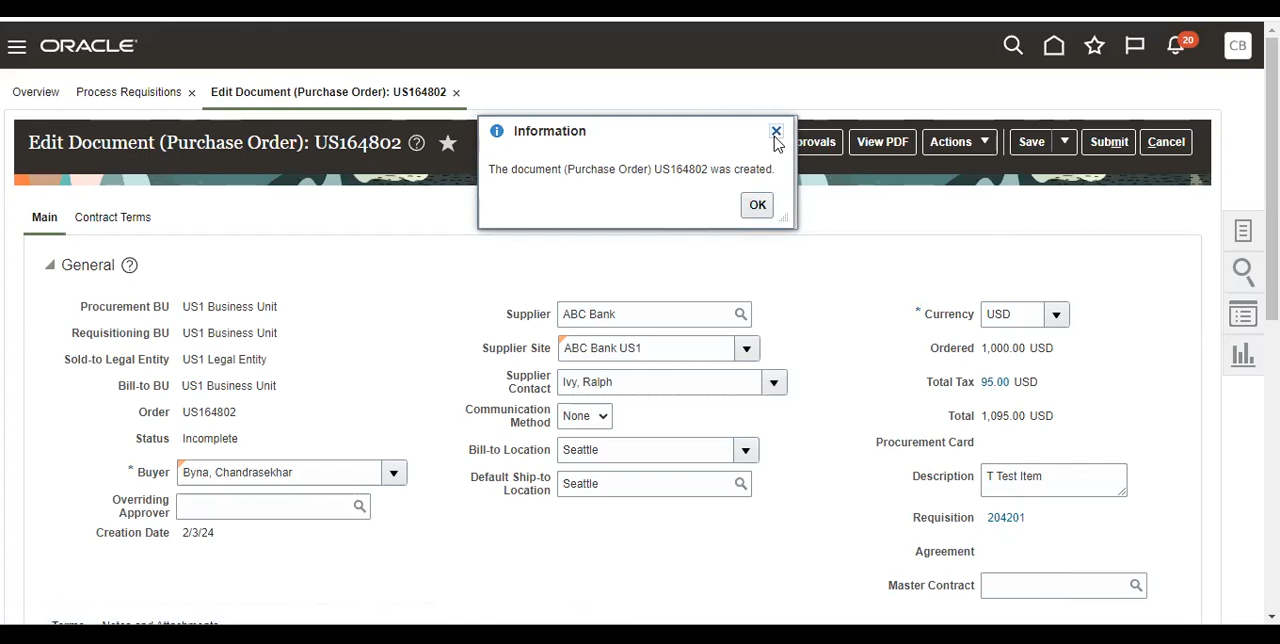 ORACLE
20
CB
Overview
Process Requisitions
Edit Document (Purchase Order): US164802
Edit Document (Purchase Order): US164802
Information
The document (Purchase Order) US164802 was created.
OK
provals
View PDF
Actions
Save
Submit
Cancel
Main
Contract Terms
General
Procurement BU US1 Business Unit
Requisitioning BU US1 Business Unit
Sold-to Legal Entity US1 Legal Entity
Bill-to BU US1 Business Unit
Order US164802
Status Incomplete
* Buyer Byna, Chandrasekhar
Overriding
Approver
Creation Date 2/3/24
Supplier ABC Bank
Supplier Site ABC Bank US1
Supplier
Contact Ivy, Ralph
Communication
Method None
Bill-to Location Seattle
Default Ship-to
Location Seattle
* Currency USD
Ordered 1,000.00 USD
Total Tax 95.00 USD
Total 1,095.00 USD
Procurement Card
Description T Test Item
Requisition 204201
Agreement
Master Contract
Terms Notes and Attachments